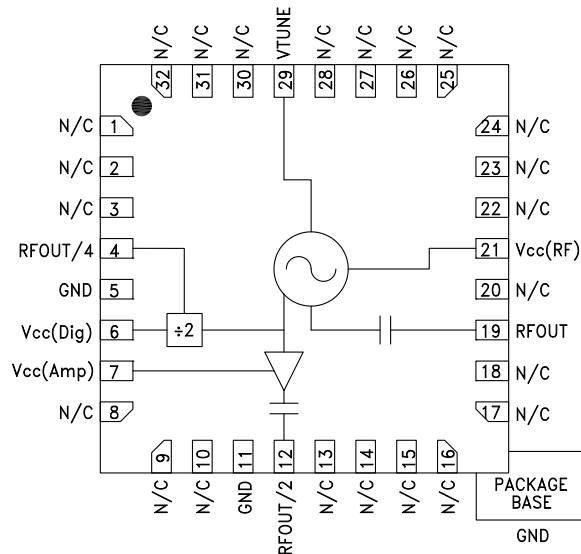 N/C N/C N/C VTUNE N/C N/C N/C N/C
32 31 30 29 28 27 26 25
N/C 1
N/C 2
N/C 3
RFOUT/4 4
GND 5
Vcc(Dig) 6
÷2
Vcc(Amp) 7
N/C 8
24 N/C
23 N/C
22 N/C
21 Vcc(RF)
20 N/C
19 RFOUT
18 N/C
17 N/C
9 10 11 12 13 14 15 16
N/C N/C GND RFOUT/2 N/C N/C N/C N/C
PACKAGE
BASE
GND